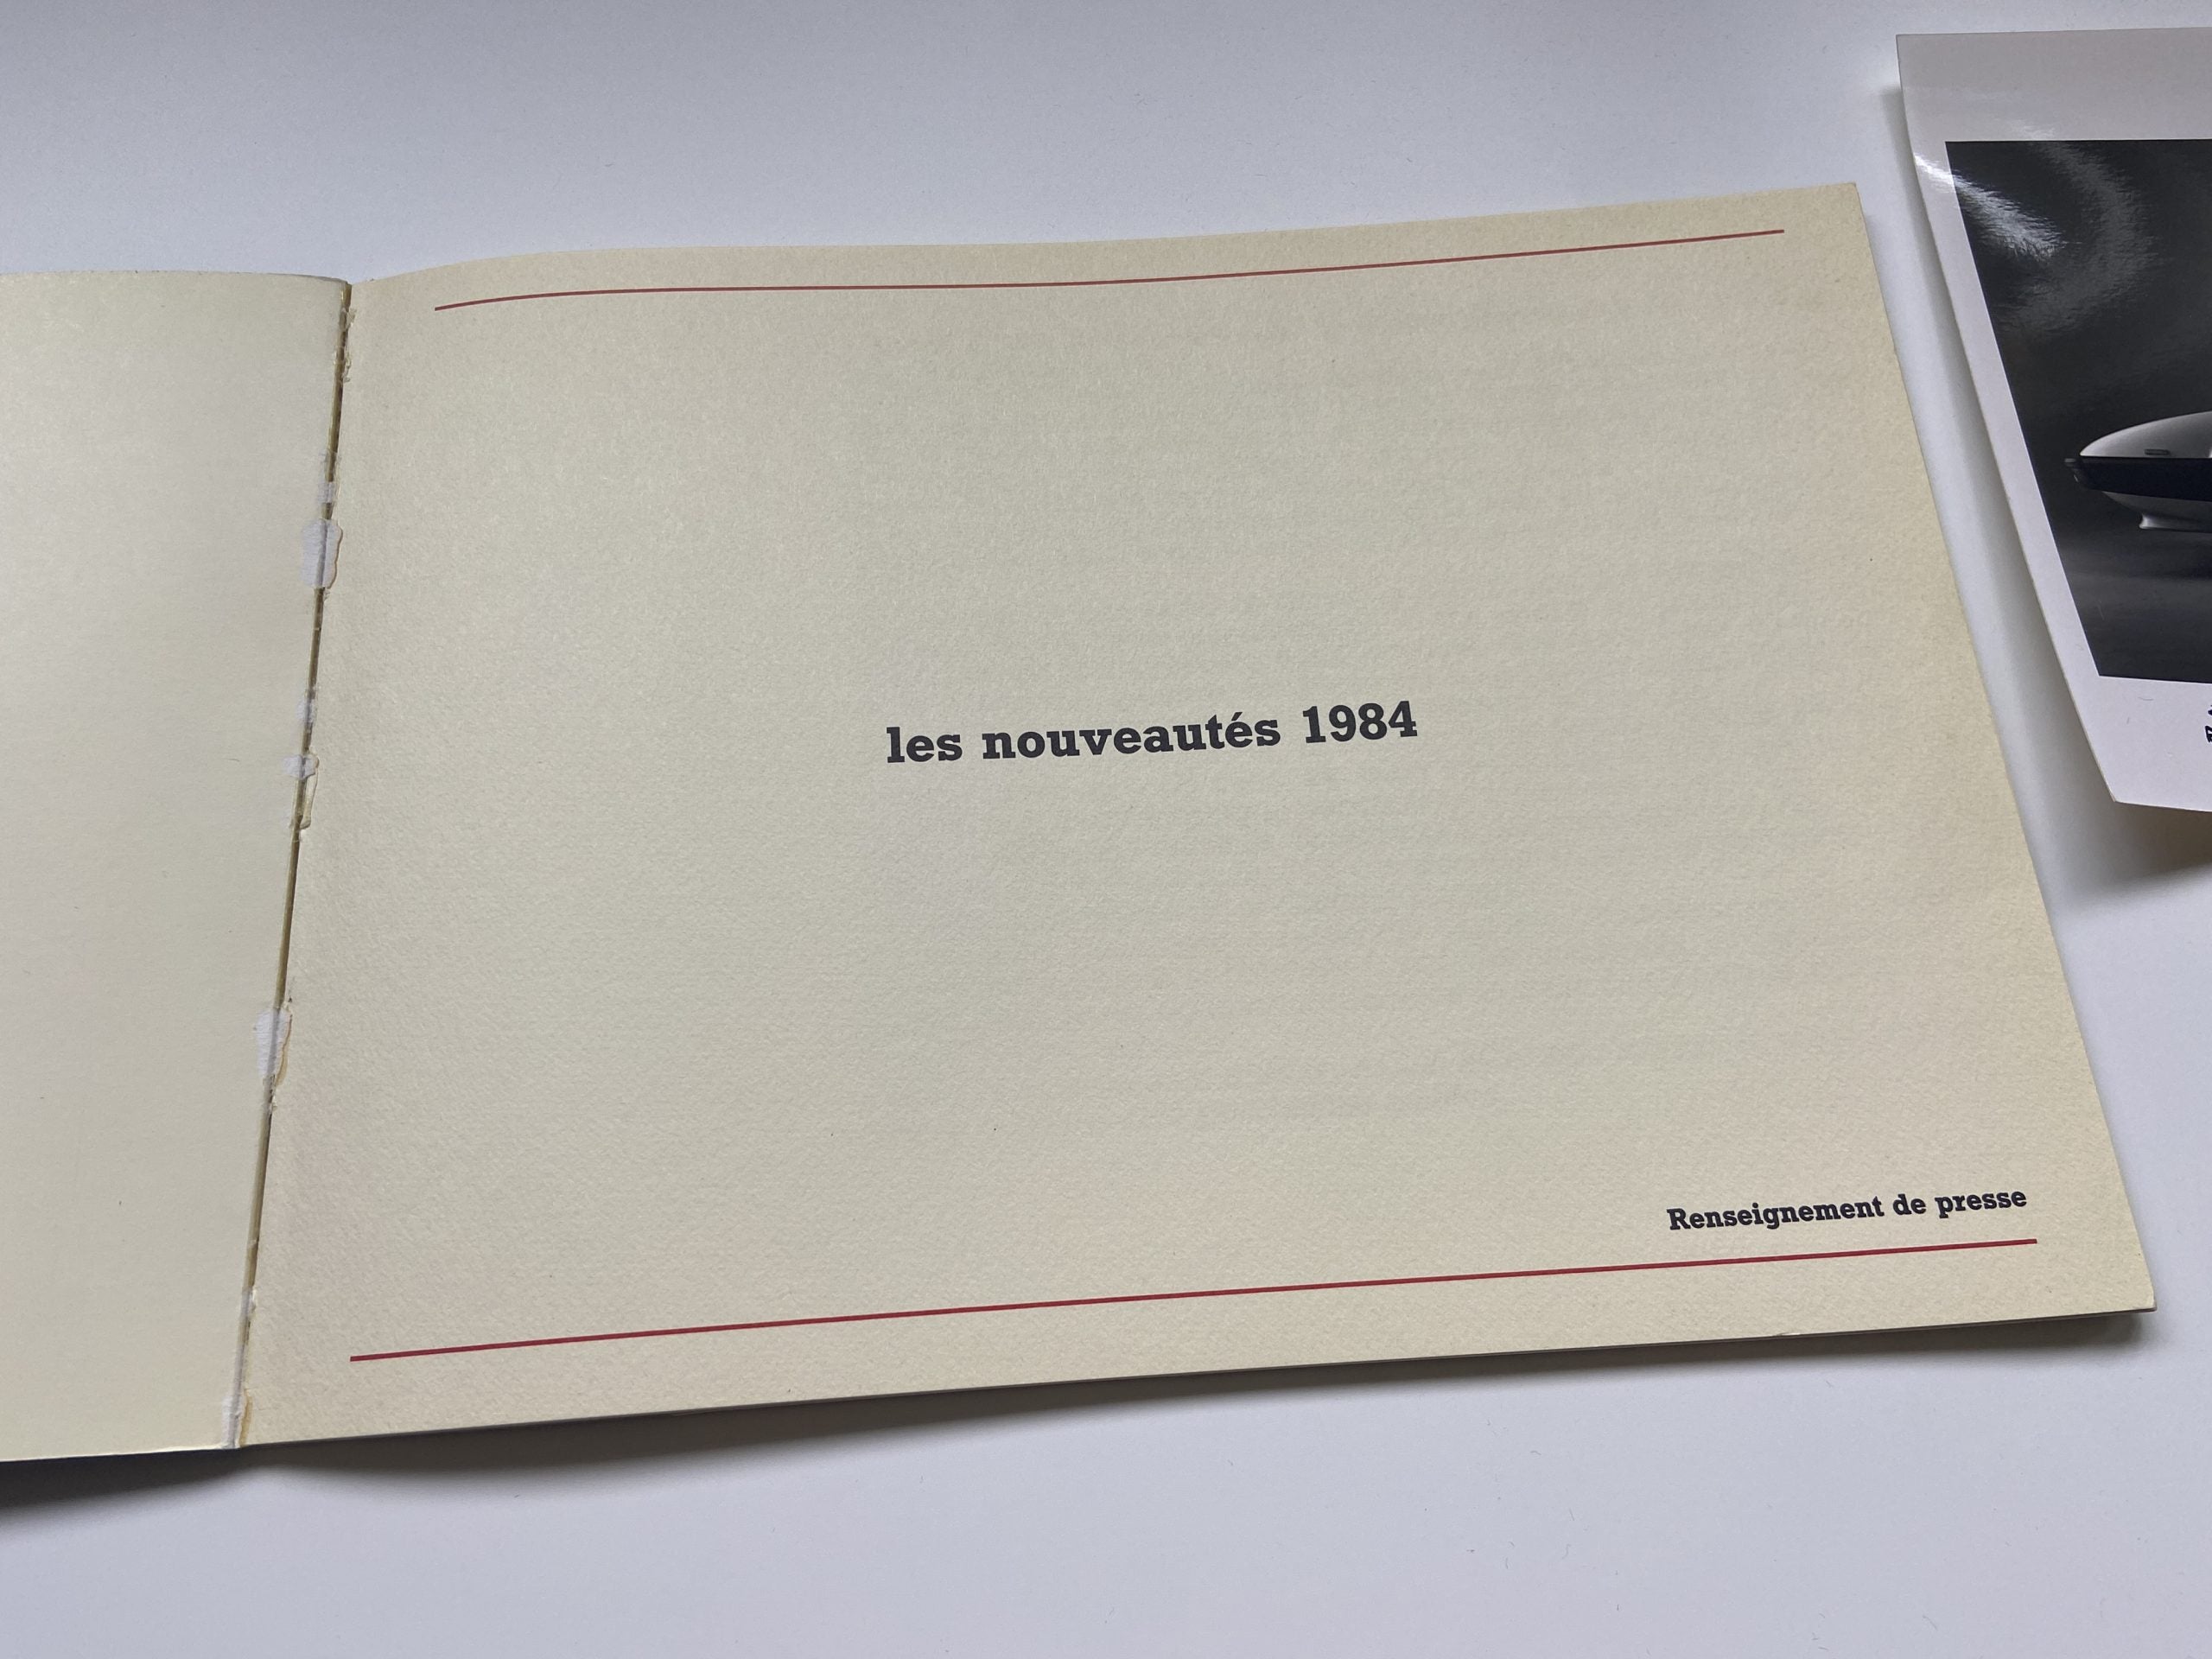 les nouveautés 1984
Renseignement de presse